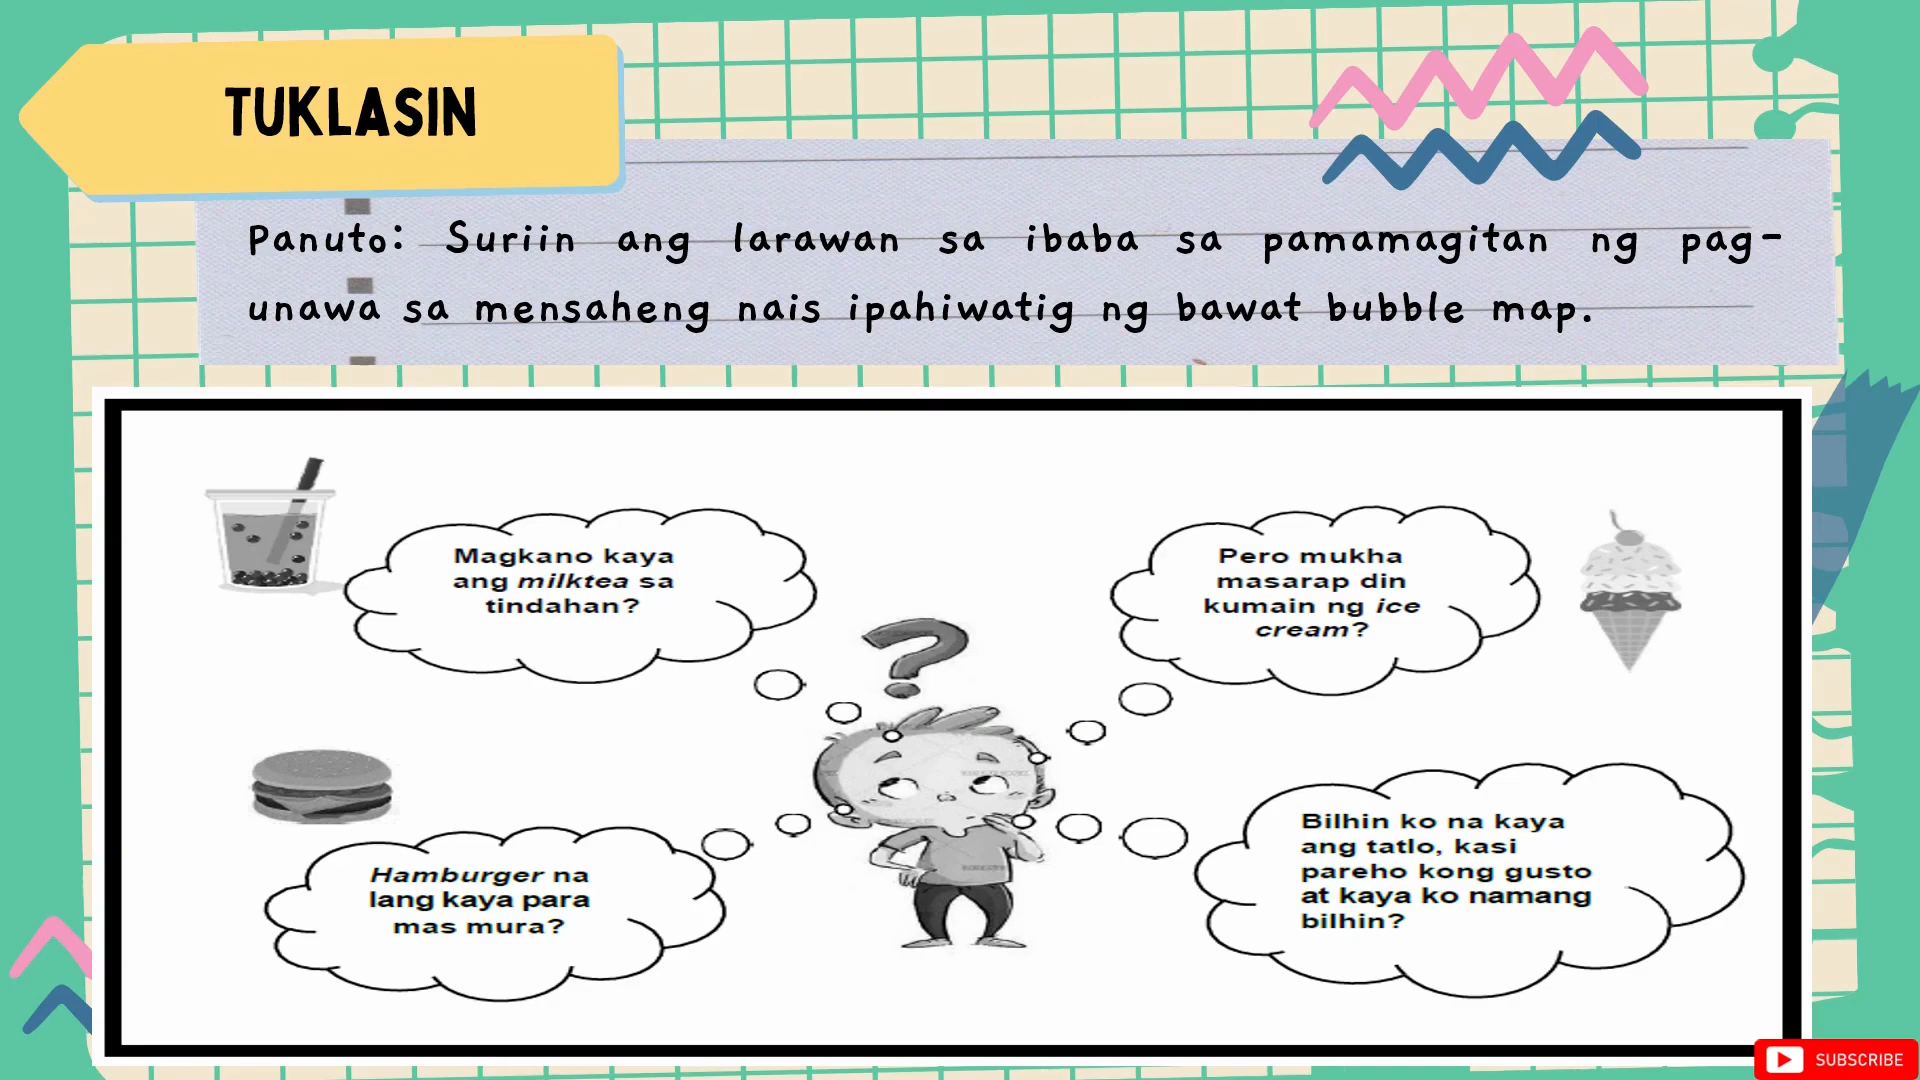 TUKLASIN
Panuto: Suriin ang larawan sa ibaba sa pamamagitan ng pag-
unawa sa mensaheng nais ipahiwatig ng bawat bubble map.
Magkano kaya
ang milktea sa
tindahan?
Pero mukha
masarap din
kumain ng ice
cream?
Hamburger na
lang kaya para
mas mura?
Bilhin ko na kaya
ang tatlo, kasi
pareho kong gusto
at kaya ko namang
bilhin?
SUBSCRIBE